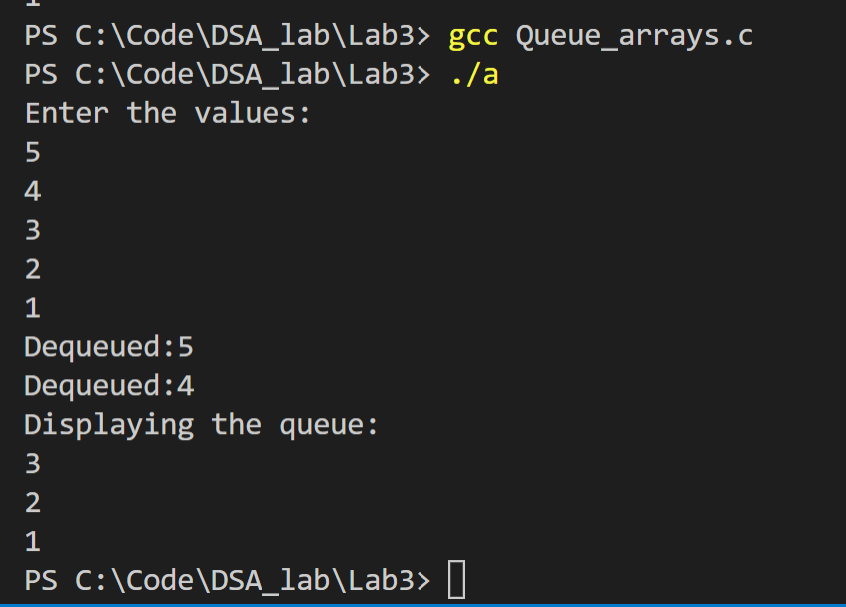 PS C:\Code\DSA_lab\Lab3> gcc Queue_arrays.c
PS C:\Code\DSA_lab\Lab3> ./a
Enter the values:
5
4
3
2
1
Dequeued:5
Dequeued:4
Displaying the queue:
3
2
1
PS C:\Code\DSA_lab\Lab3>